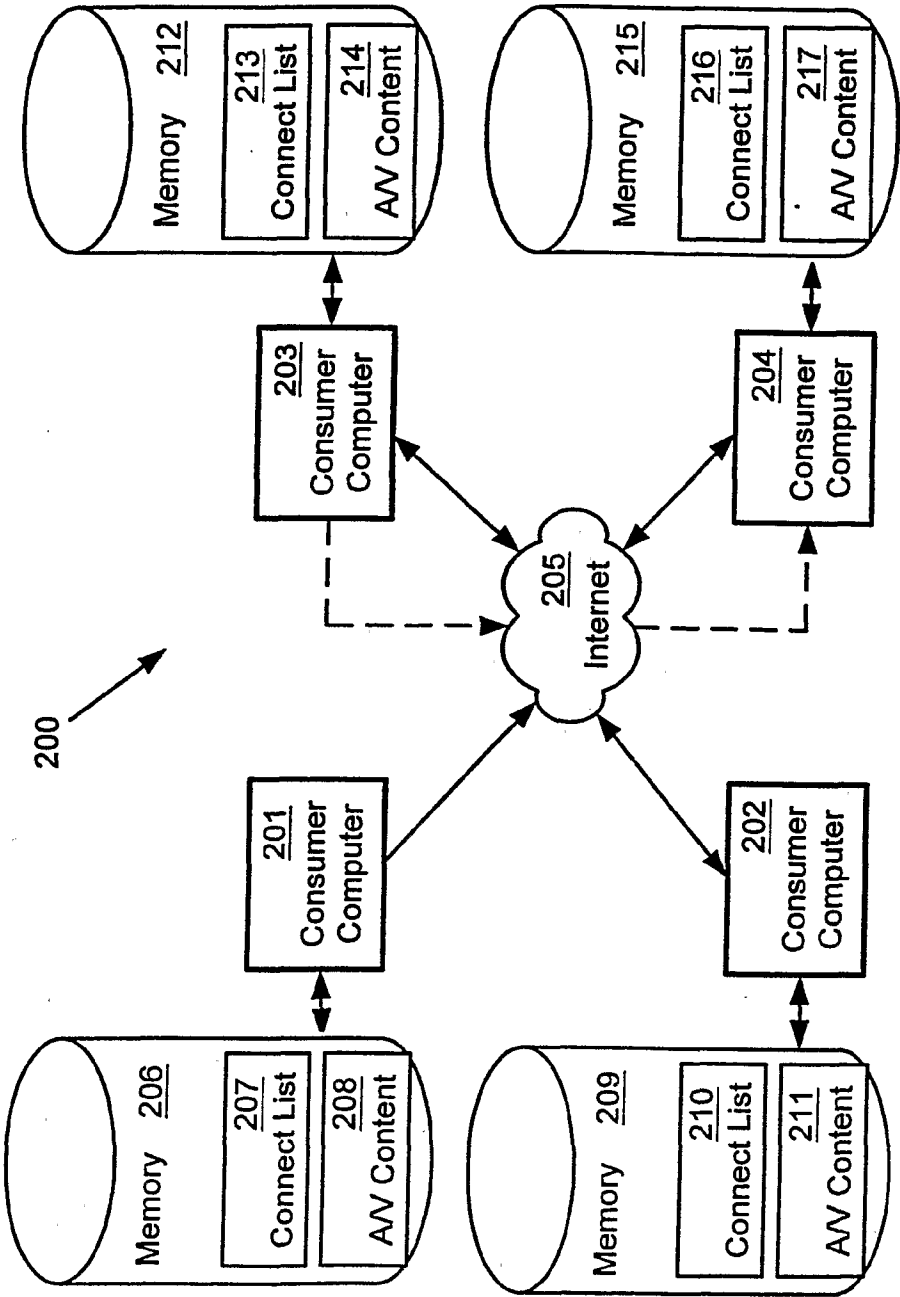 200
Memory 206
207
Connect List
208
A/V Content
201
Consumer
Computer
203
Consumer
Computer
Memory 212
213
Connect List
214
A/V Content
205
Internet
Memory 209
210
Connect List
211
A/V Content
202
Consumer
Computer
204
Consumer
Computer
Memory 215
216
Connect List
217
A/V Content